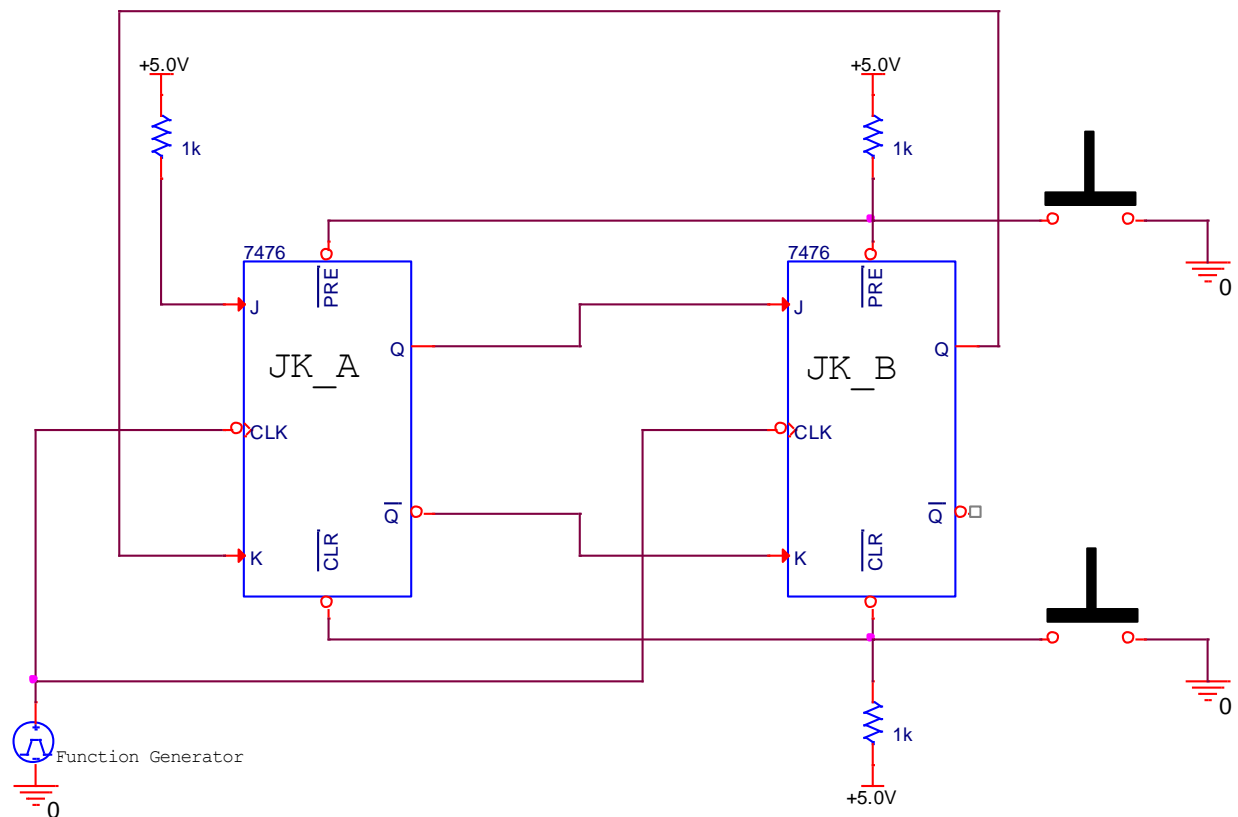 +5.0V
+5.0V
1k
1k
7476
7476
0
PRE
PRE
J
J
Q
Q
JK_A
JK_B
CLK
CLK
Q
Q
K
K
CLR
CLR
0
1k
Function Generator
+5.0V
0